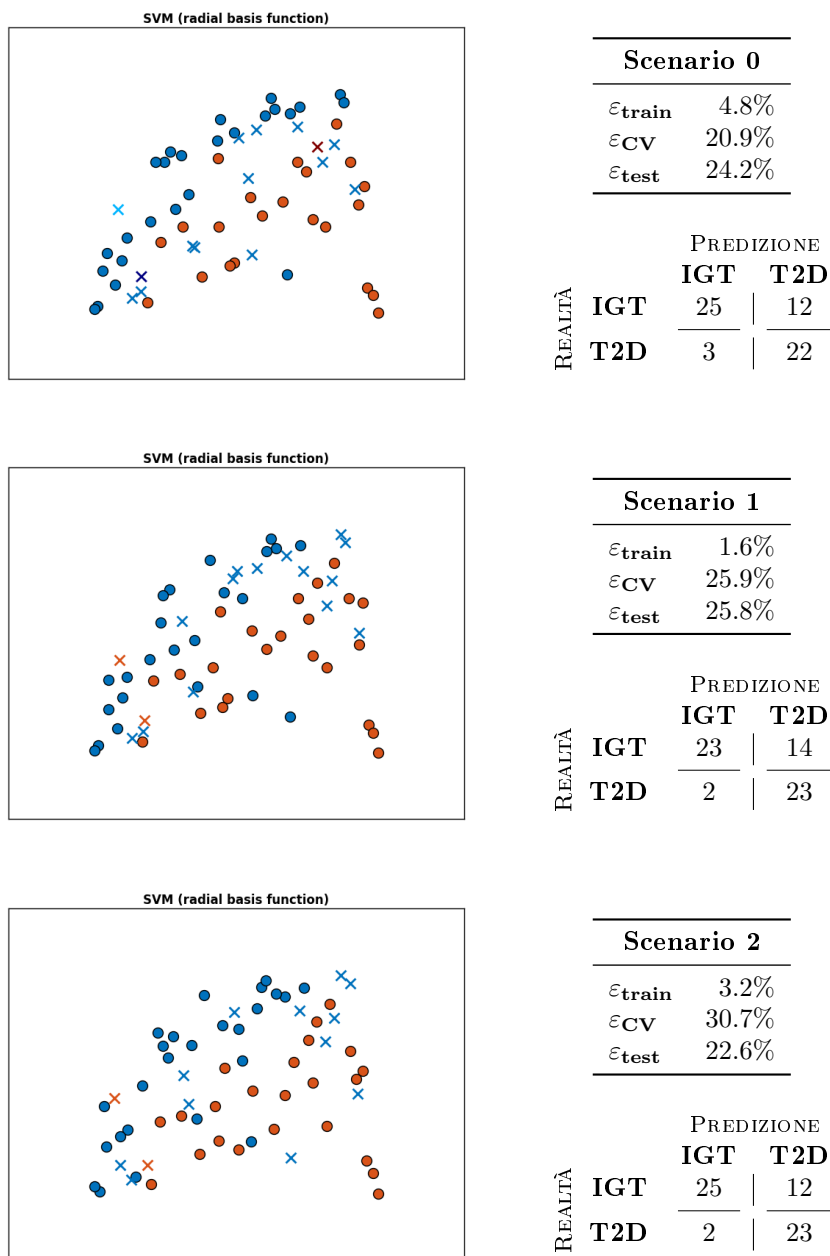 SVM (radial basis function)
Scenario 0
εtrain 4.8%
εCV 20.9%
εtest 24.2%
PREDIZIONE
IGT T2D
REALTÀ
IGT 25 12
T2D 3 22
SVM (radial basis function)
Scenario 1
εtrain 1.6%
εCV 25.9%
εtest 25.8%
PREDIZIONE
IGT T2D
REALTÀ
IGT 23 14
T2D 2 23
SVM (radial basis function)
Scenario 2
εtrain 3.2%
εCV 30.7%
εtest 22.6%
PREDIZIONE
IGT T2D
REALTÀ
IGT 25 12
T2D 2 23